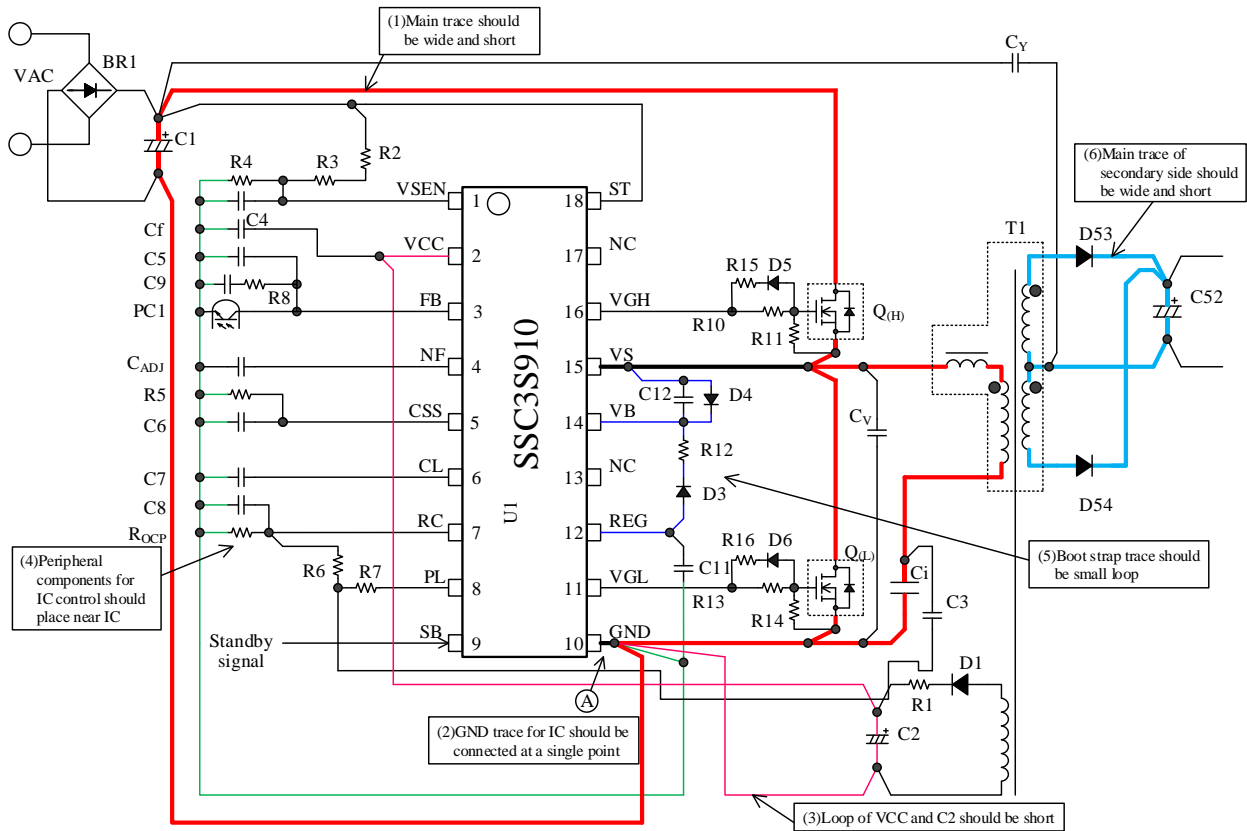 (1)Main trace should
be wide and short
CY
VAC
BR1
C1
R4
R3
R2
(6)Main trace of
secondary side should
be wide and short
VSEN
1
18
ST
C4
Cf
VCC
2
17
NC
T1
D53
C5
R15
D5
C9
R8
C52
PC1
FB
3
16
VGH
R10
R11
Q(H)
SSC3S910
U1
CADJ
NF
4
15
VS
R5
C12
D4
C6
CSS
5
14
VB
CV
R12
C7
CL
6
13
NC
D3
D54
C8
ROCP
RC
7
12
REG
(4)Peripheral
components for
IC control should
place near IC
R6
R7
PL
8
11
VGL
C11
R16
D6
Q(L)
R13
R14
Ci
C3
(5)Boot strap trace should
be small loop
Standby
signal
SB
9
10
GND
A
D1
R1
C2
(2)GND trace for IC should be
connected at a single point
(3)Loop of VCC and C2 should be short